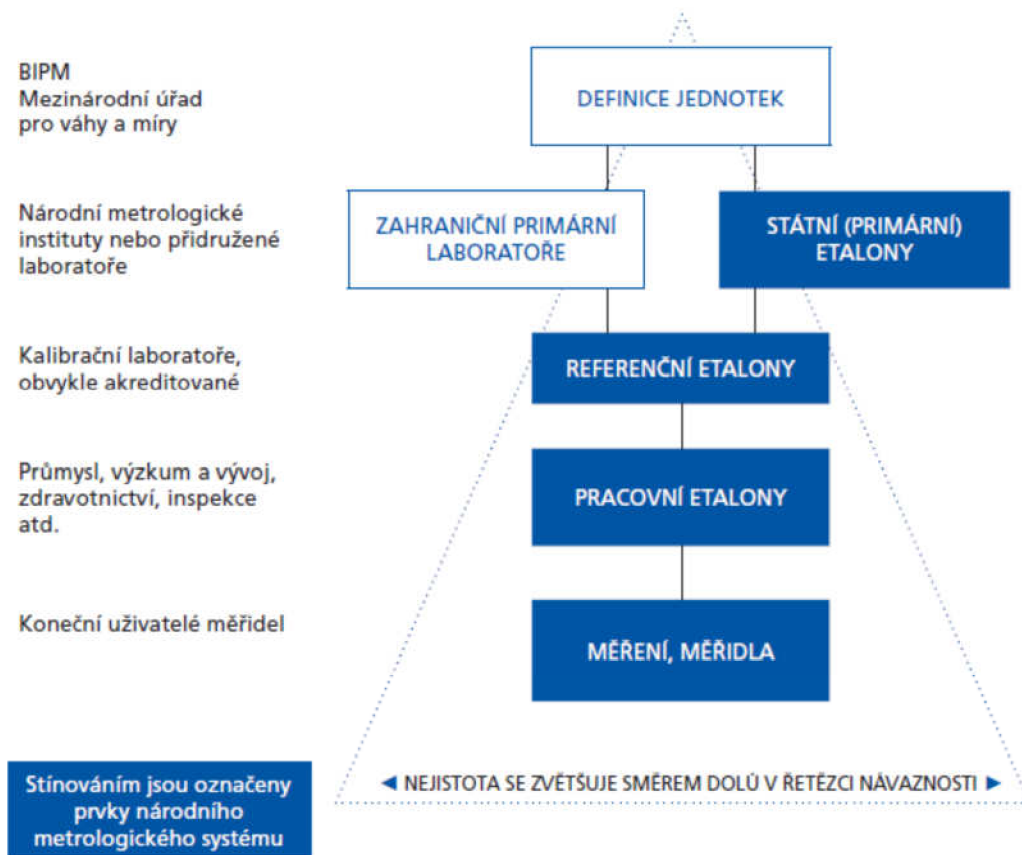 BIPM
Mezinárodní úřad
pro váhy a míry
DEFINICE JEDNOTEK
Národní metrologické
instituty nebo přidružené
laboratoře
ZAHRANIČNÍ PRIMÁRNÍ
LABORATOŘE
STÁTNÍ (PRIMÁRNÍ)
ETALONY
Kalibrační laboratoře,
obvykle akreditované
REFERENČNÍ ETALONY
Průmysl, výzkum a vývoj,
zdravotnictví, inspekce
atd.
PRACOVNÍ ETALONY
Koneční uživatelé měřidel
MĚŘENÍ, MĚŘIDLA
Stínováním jsou označeny
prvky národního
metrologického systému
◄ NEJISTOTA SE ZVĚTŠUJE SMĚREM DOLŮ V ŘETĚZCI NÁVAZNOSTI ►